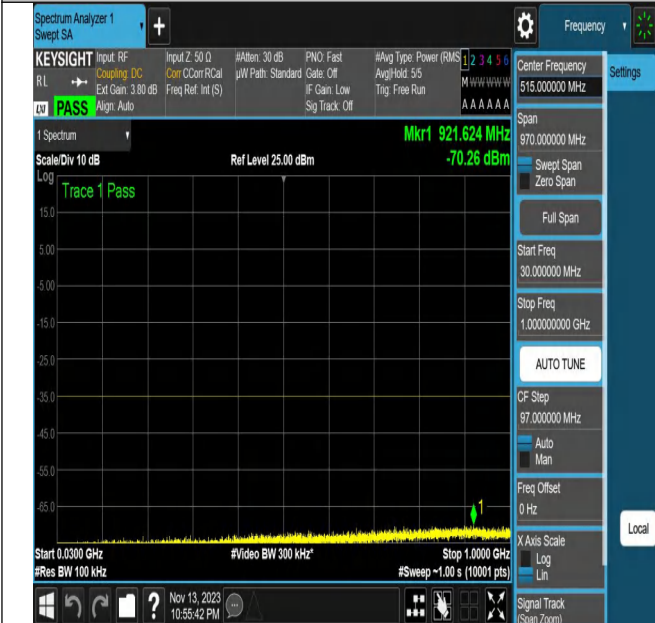 Spectrum Analyzer 1
Swept SA
+
Frequency
KEYSIGHT
RL
PASS
Input: RF
Coupling: DC
Ext Gain: 3.80 dB
Align: Auto
Input Z: 50 Ω
Corr CCorr RCal
Freq Ref: Int (S)
#Atten: 30 dB
µW Path: Standard
PNO: Fast
Gate: Off
IF Gain: Low
Sig Track: Off
#Avg Type: Power (RMS
Avg|Hold: 5/5
Trig: Free Run
1 2 3 4 5 6
M W W W W W
A A A A A A
1 Spectrum
Scale/Div 10 dB
Ref Level 25.00 dBm
Mkr1 921.624 MHz
-70.26 dBm
Log
Trace 1 Pass
15.0
5.00
-5.00
-15.0
-25.0
-35.0
-45.0
-55.0
-65.0
1
Start 0.0300 GHz
#Video BW 300 kHz*
Stop 1.0000 GHz
#Res BW 100 kHz
#Sweep ~1.00 s (10001 pts)
?
Nov 13, 2023
10:55:42 PM
Center Frequency
515.000000 MHz
Settings
Span
970.000000 MHz
Swept Span
Zero Span
Full Span
Start Freq
30.000000 MHz
Stop Freq
1.000000000 GHz
AUTO TUNE
CF Step
97.000000 MHz
Auto
Man
Freq Offset
0 Hz
Local
X Axis Scale
Log
Lin
Signal Track
(Span Zoom)